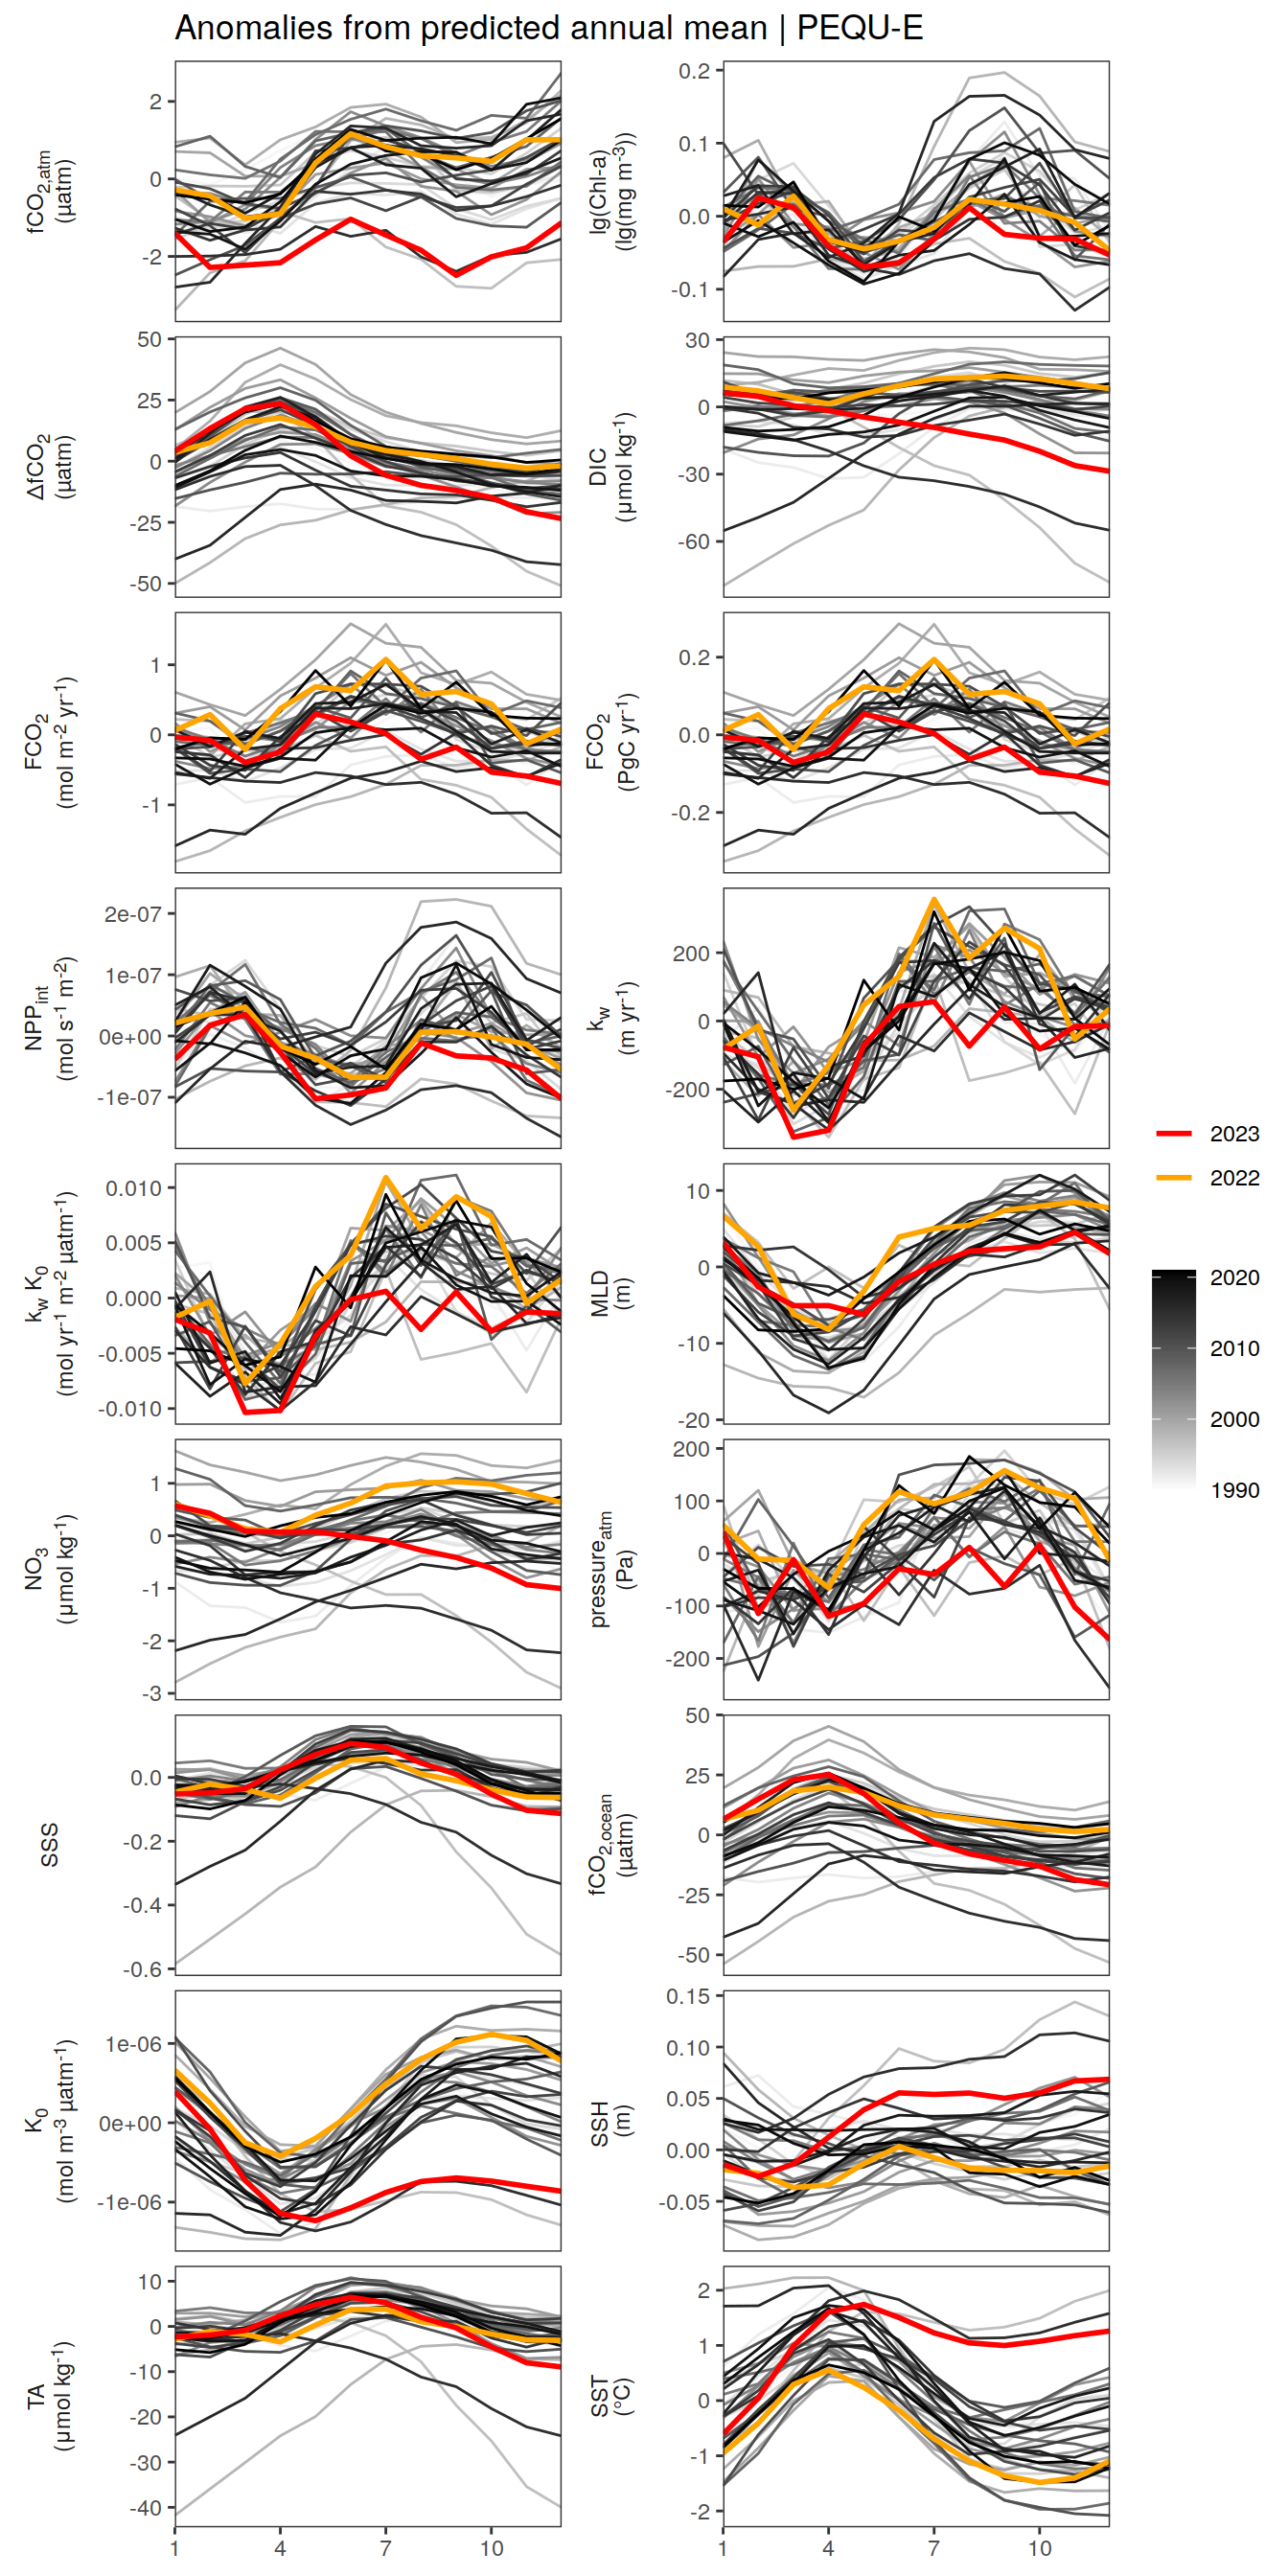 Anomalies from predicted annual mean | PEQU-E
fCO2,atm
(µatm)
2
0
-2
lg(Chl-a)
(lg(mg m-3))
0.2
0.1
0.0
-0.1
ΔfCO2
(µatm)
50
25
0
-25
-50
DIC
(µmol kg-1)
30
0
-30
-60
FCO2
(mol m-2 yr-1)
1
0
-1
FCO2
(PgC yr-1)
0.2
0.0
-0.2
NPPint
(mol s-1 m-2)
2e-07
1e-07
0e+00
-1e-07
kw
(m yr-1)
200
0
-200
kw K0
(mol yr-1 m-2 µatm-1)
0.010
0.005
0.000
-0.005
-0.010
MLD
(m)
10
0
-10
-20
NO3
(µmol kg-1)
1
0
-1
-2
-3
pressureatm
(Pa)
200
100
0
-100
-200
SSS
0.0
-0.2
-0.4
-0.6
fCO2,ocean
(µatm)
50
25
0
-25
-50
K0
(mol m-3 µatm-1)
1e-06
0e+00
-1e-06
SSH
(m)
0.15
0.10
0.05
0.00
-0.05
TA
(µmol kg-1)
10
0
-10
-20
-30
-40
SST
(°C)
2
1
0
-1
-2
1 4 7 10
1 4 7 10
2023
2022
2020
2010
2000
1990